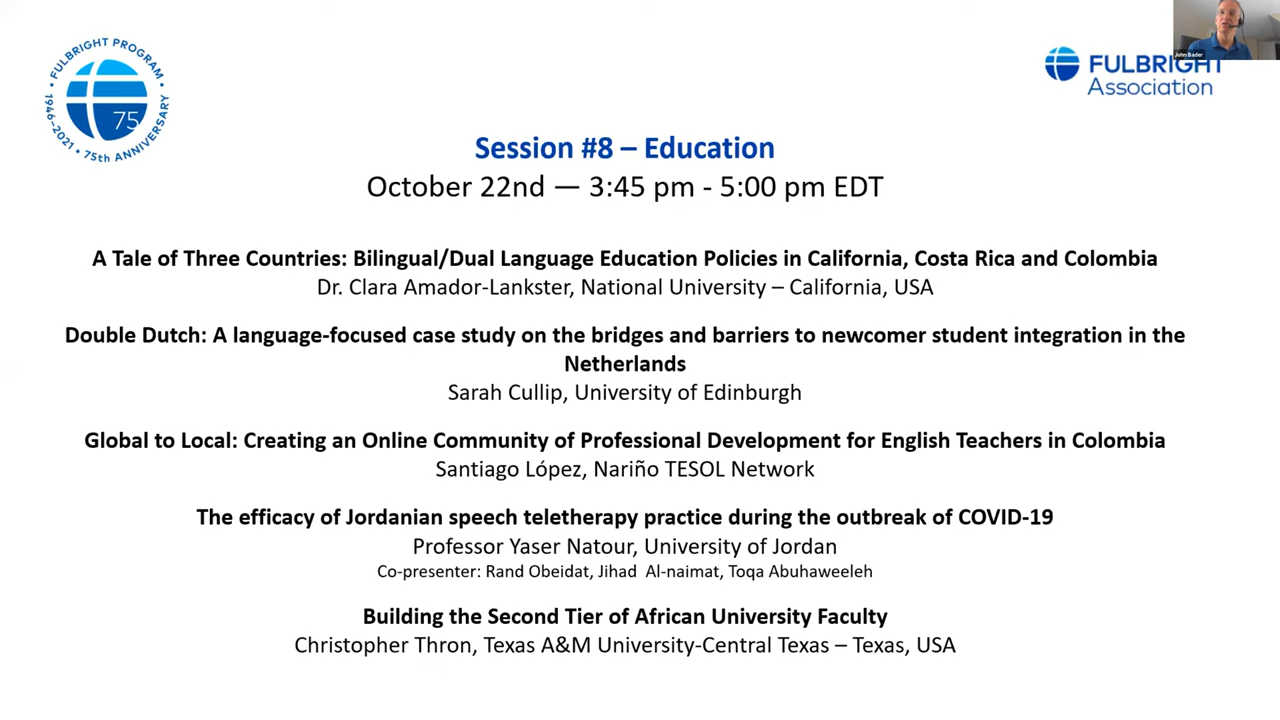 FULBRIGHT PROGRAM
1946–2021 • 75th ANNIVERSARY
75
John Bader
FULBRIGHT
Association
Session #8 – Education
October 22nd — 3:45 pm - 5:00 pm EDT
A Tale of Three Countries: Bilingual/Dual Language Education Policies in California, Costa Rica and Colombia
Dr. Clara Amador-Lankster, National University – California, USA
Double Dutch: A language-focused case study on the bridges and barriers to newcomer student integration in the
Netherlands
Sarah Cullip, University of Edinburgh
Global to Local: Creating an Online Community of Professional Development for English Teachers in Colombia
Santiago López, Nariño TESOL Network
The efficacy of Jordanian speech teletherapy practice during the outbreak of COVID-19
Professor Yaser Natour, University of Jordan
Co-presenter: Rand Obeidat, Jihad  Al-naimat, Toqa Abuhaweeleh
Building the Second Tier of African University Faculty
Christopher Thron, Texas A&M University-Central Texas – Texas, USA